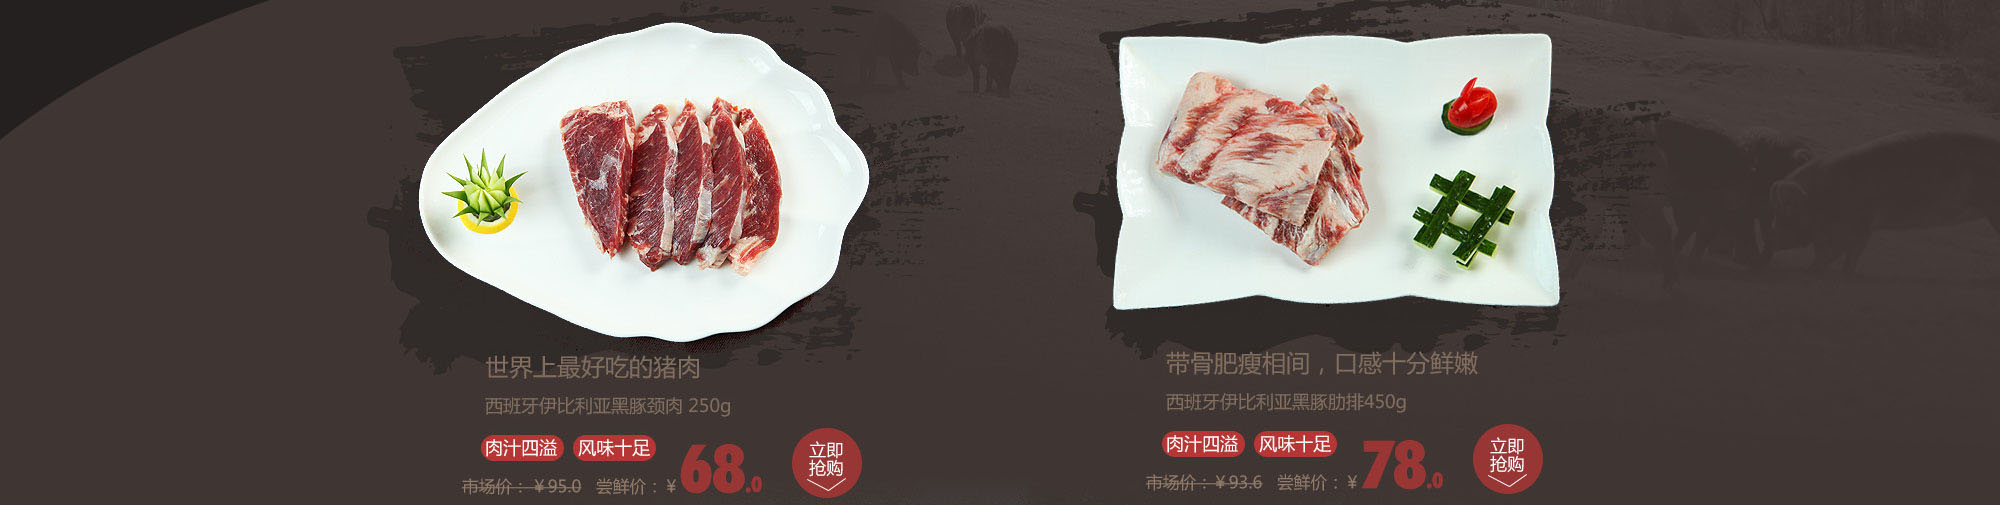 世界上最好吃的猪肉
西班牙伊比利亚黑豚颈肉 250g
肉汁四溢 风味十足
市场价：￥95.0 尝鲜价：￥68.0
立即
抢购
带骨肥瘦相间，口感十分鲜嫩
西班牙伊比利亚黑豚肋排450g
肉汁四溢 风味十足
市场价：￥93.6 尝鲜价：￥78.0
立即
抢购